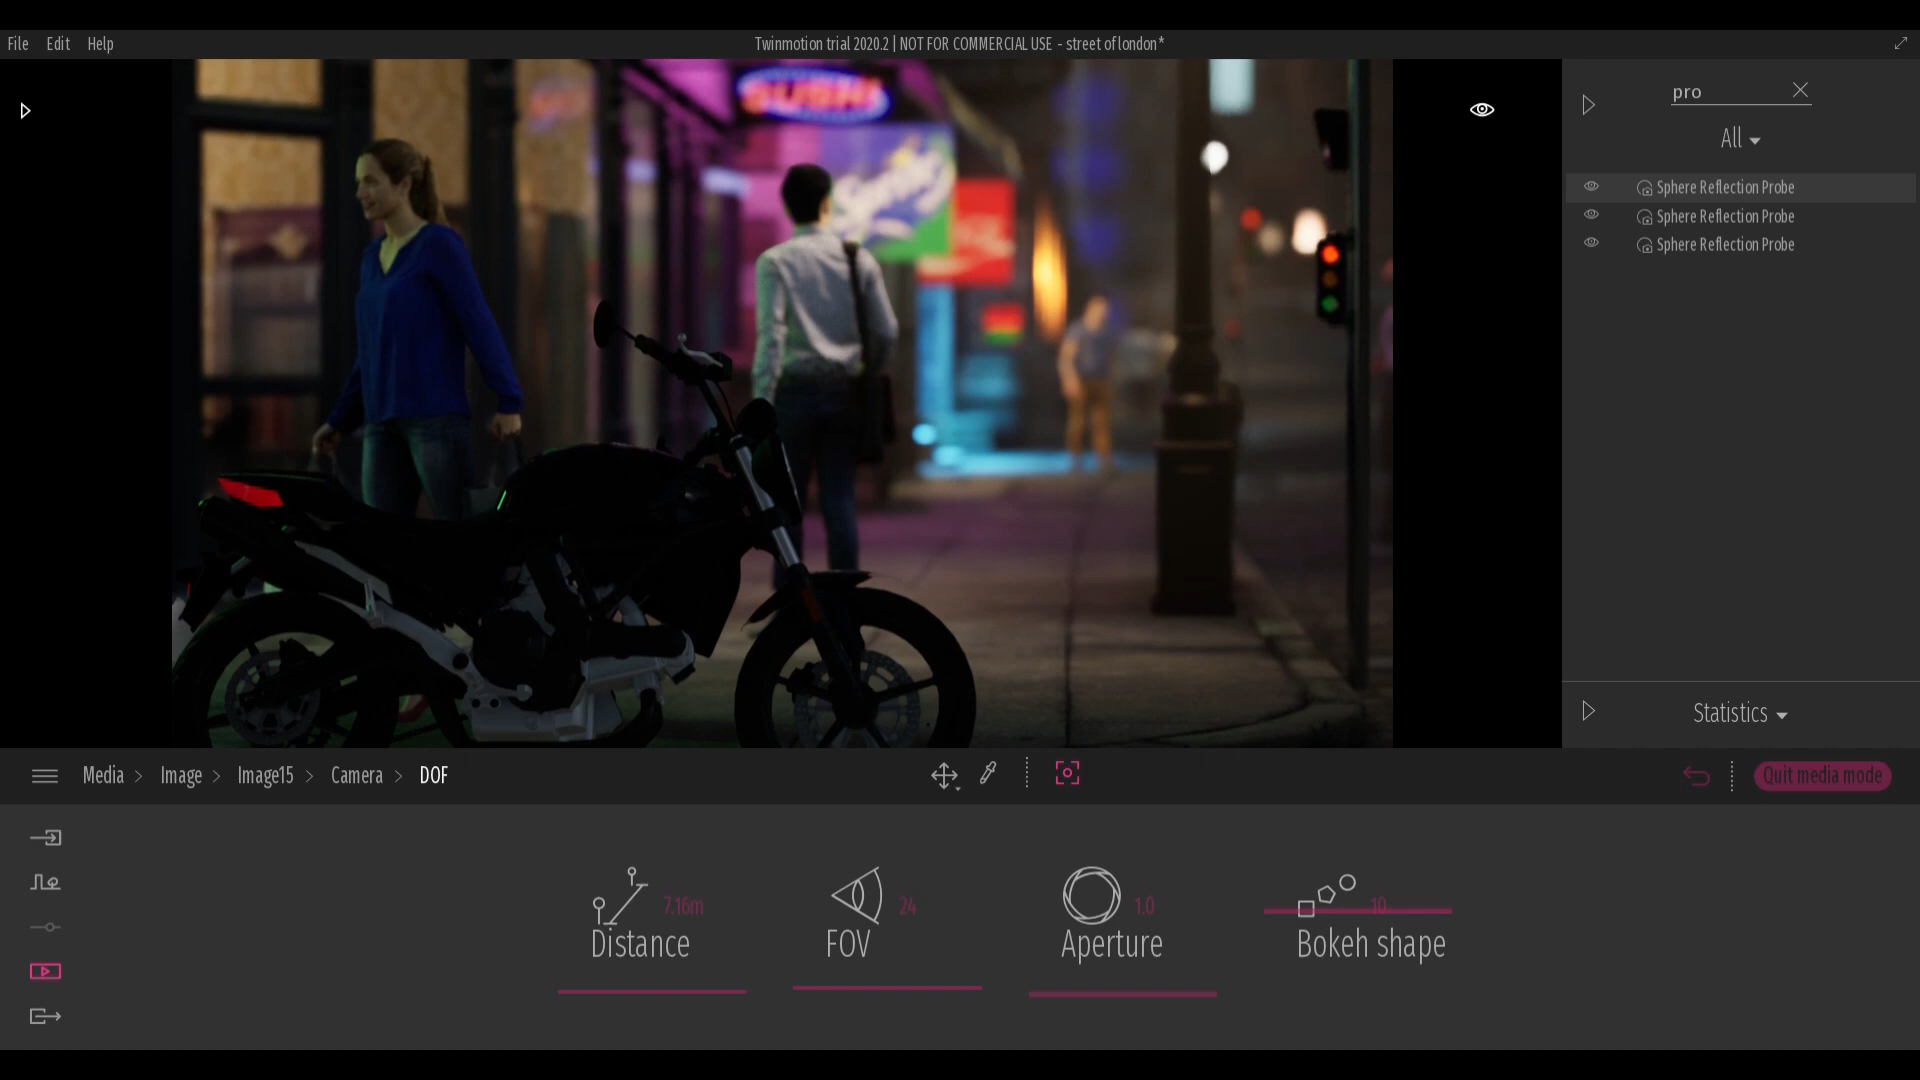 File Edit Help
Twinmotion trial 2020.2 | NOT FOR COMMERCIAL USE - street of london*
SUSHI
pro
All
Sphere Reflection Probe
Sphere Reflection Probe
Sphere Reflection Probe
Statistics
Media > Image > Image15 > Camera > DOF
Quit media mode
7.16m
Distance
24
FOV
1.0
Aperture
10
Bokeh shape